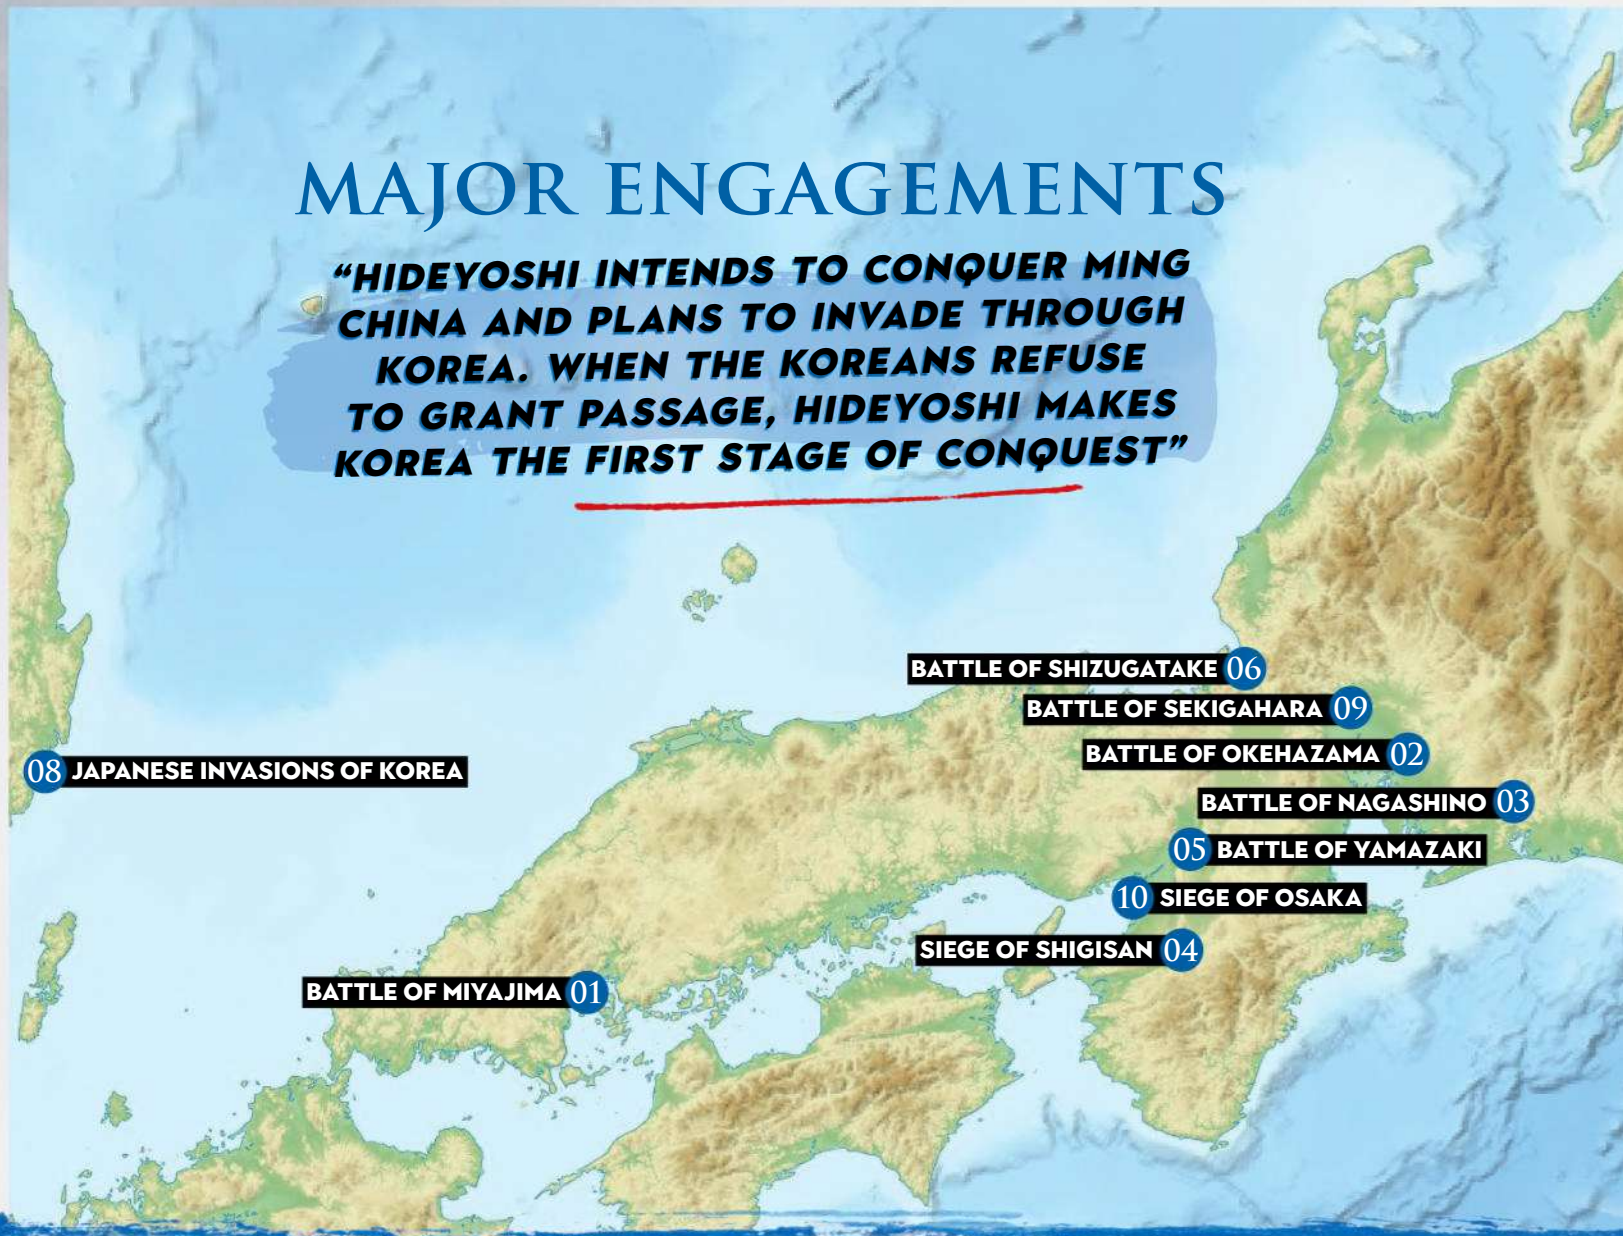 MAJOR ENGAGEMENTS
“HIDEYOSHI INTENDS TO CONQUER MING
CHINA AND PLANS TO INVADE THROUGH
KOREA. WHEN THE KOREANS REFUSE
TO GRANT PASSAGE, HIDEYOSHI MAKES
KOREA THE FIRST STAGE OF CONQUEST”
BATTLE OF SHIZUGATAKE 06
BATTLE OF SEKIGAHARA 09
BATTLE OF OKEHAZAMA 02
08 JAPANESE INVASIONS OF KOREA
BATTLE OF NAGASHINO 03
05 BATTLE OF YAMAZAKI
10 SIEGE OF OSAKA
SIEGE OF SHIGISAN 04
BATTLE OF MIYAJIMA 01